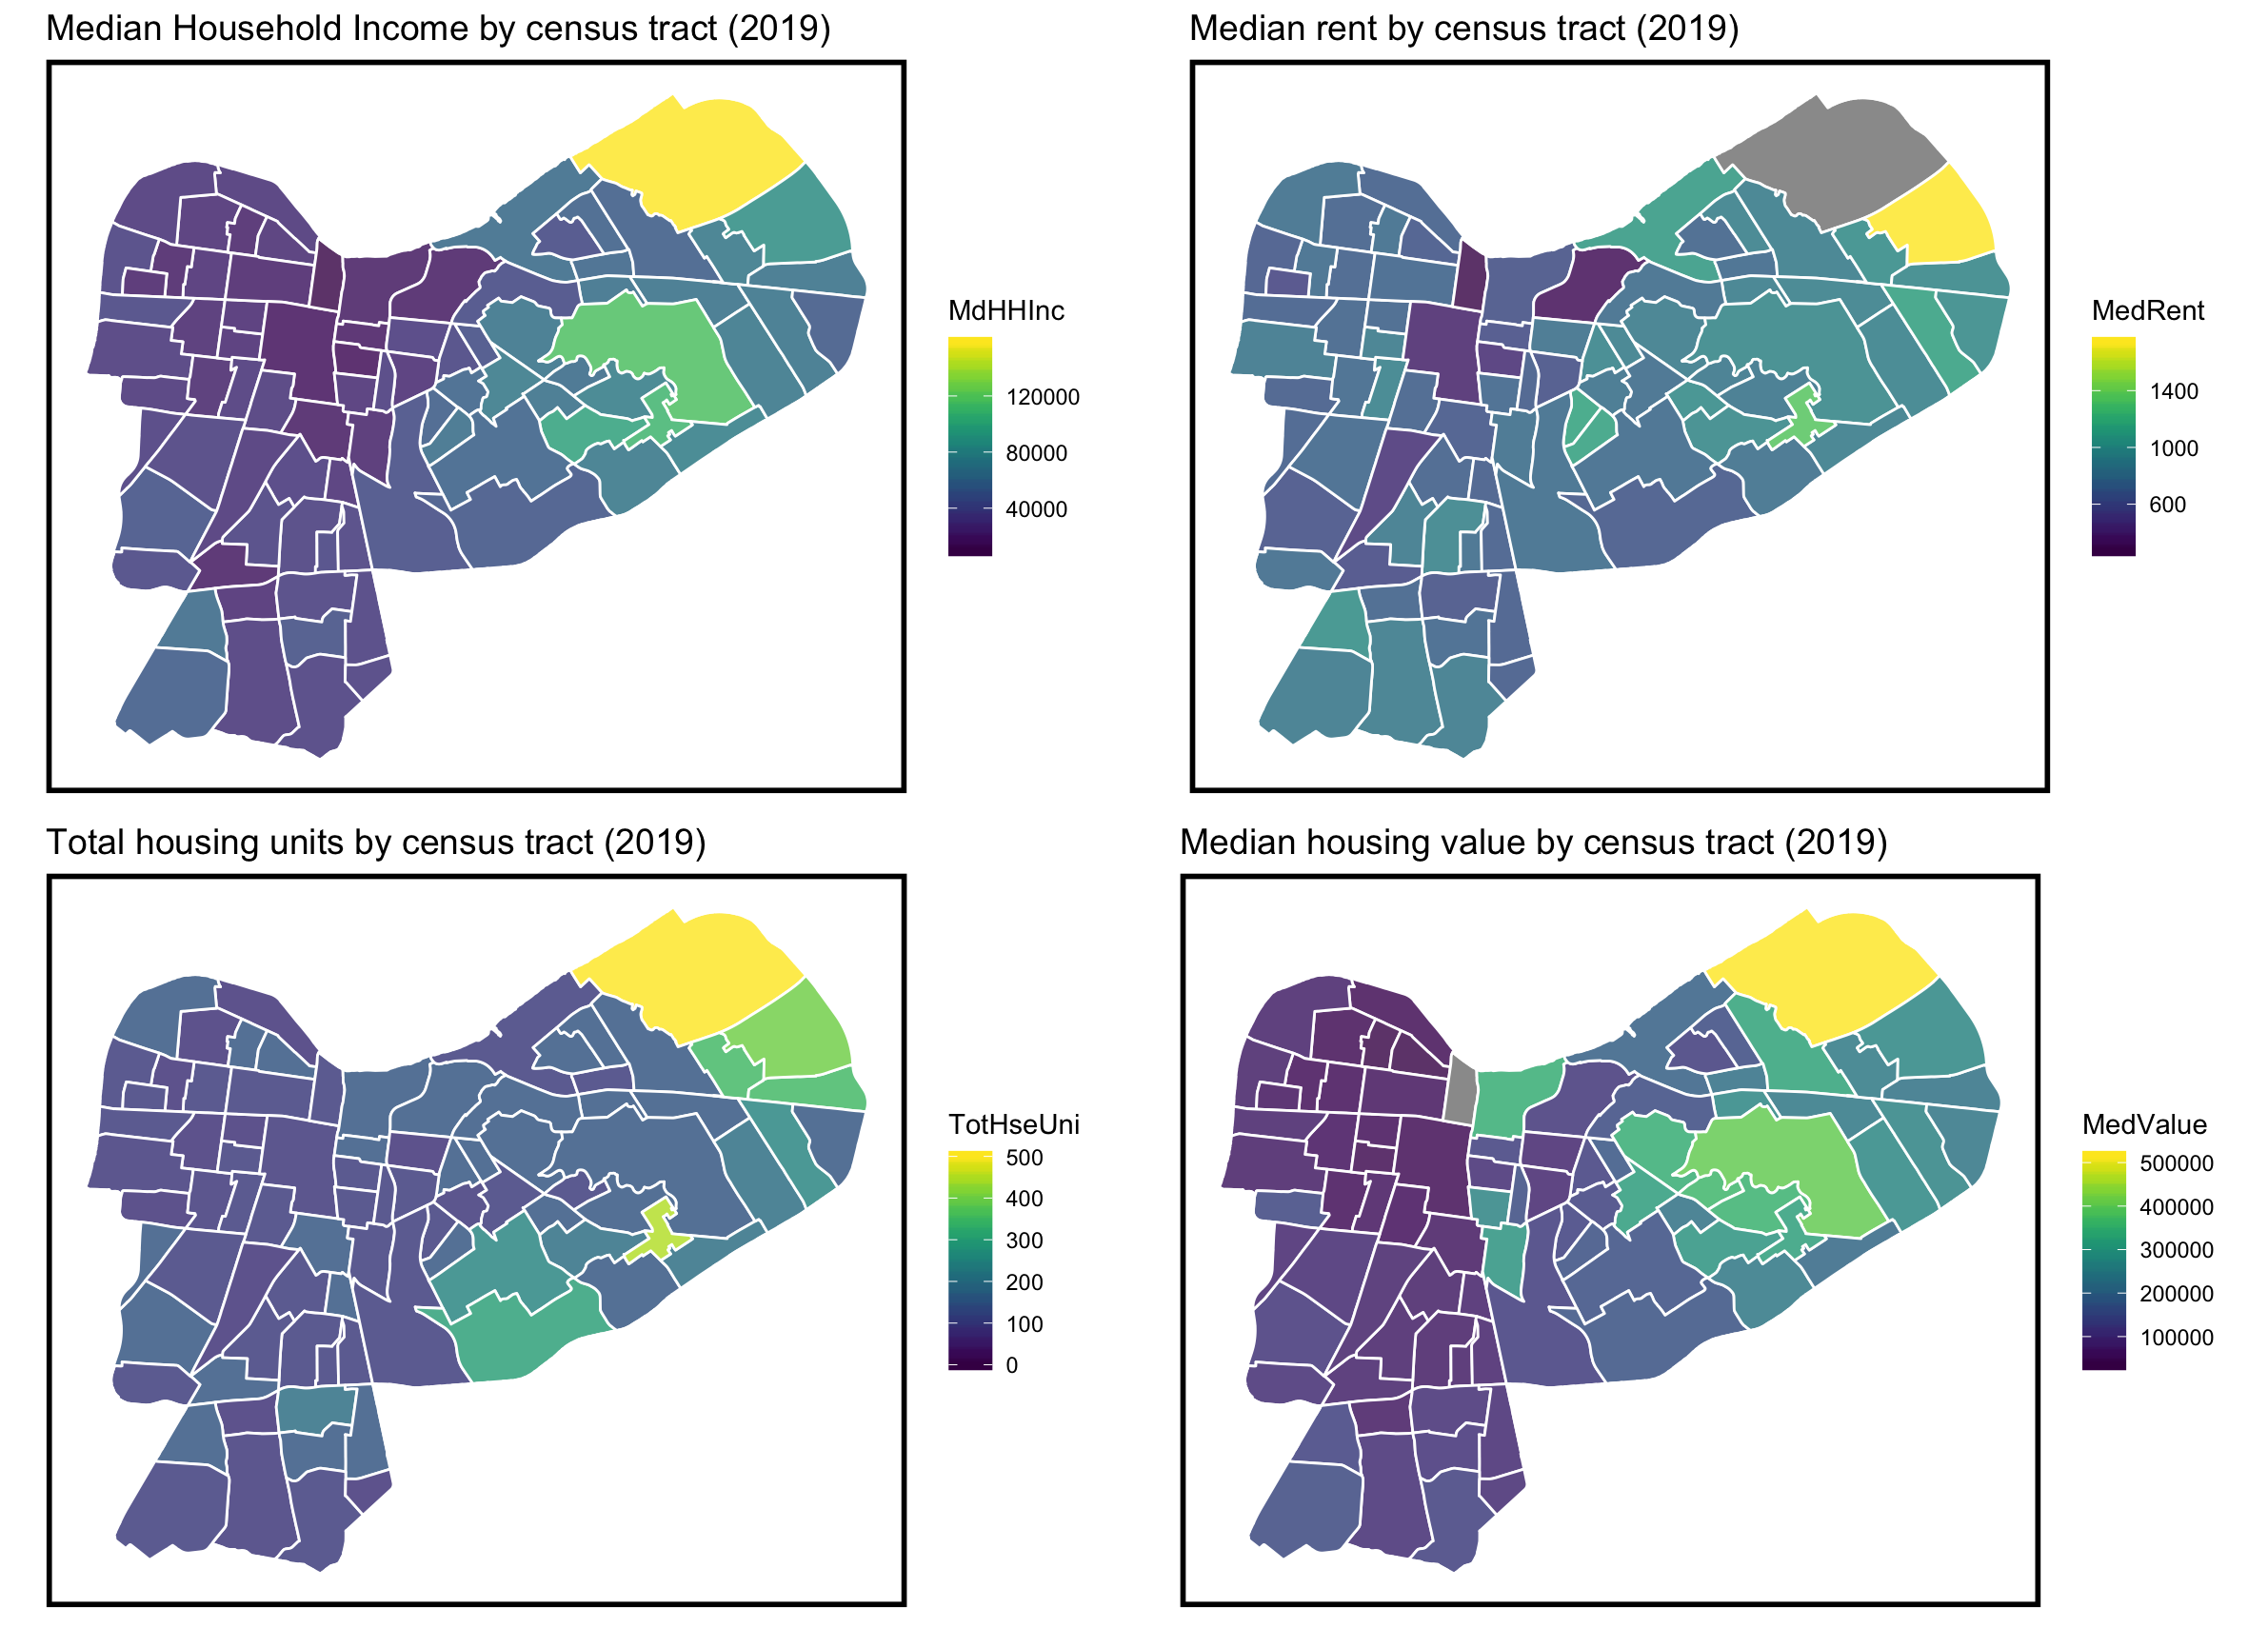 Median Household Income by census tract (2019)
MdHHInc
120000
80000
40000
Median rent by census tract (2019)
MedRent
1400
1000
600
Total housing units by census tract (2019)
TotHseUni
500
400
300
200
100
0
Median housing value by census tract (2019)
MedValue
500000
400000
300000
200000
100000